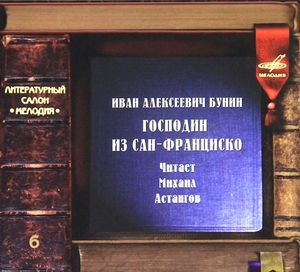 ЛИТЕРАТУРНЫЙ
САЛОН
• МЕЛОДИЯ •
6
ИВАН АЛЕКСЕЕВИЧ БУНИН
ГОСПОДИН
ИЗ САН-ФРАНЦИСКО
Читает
Михаил
Астангов
МЕЛОДИЯ